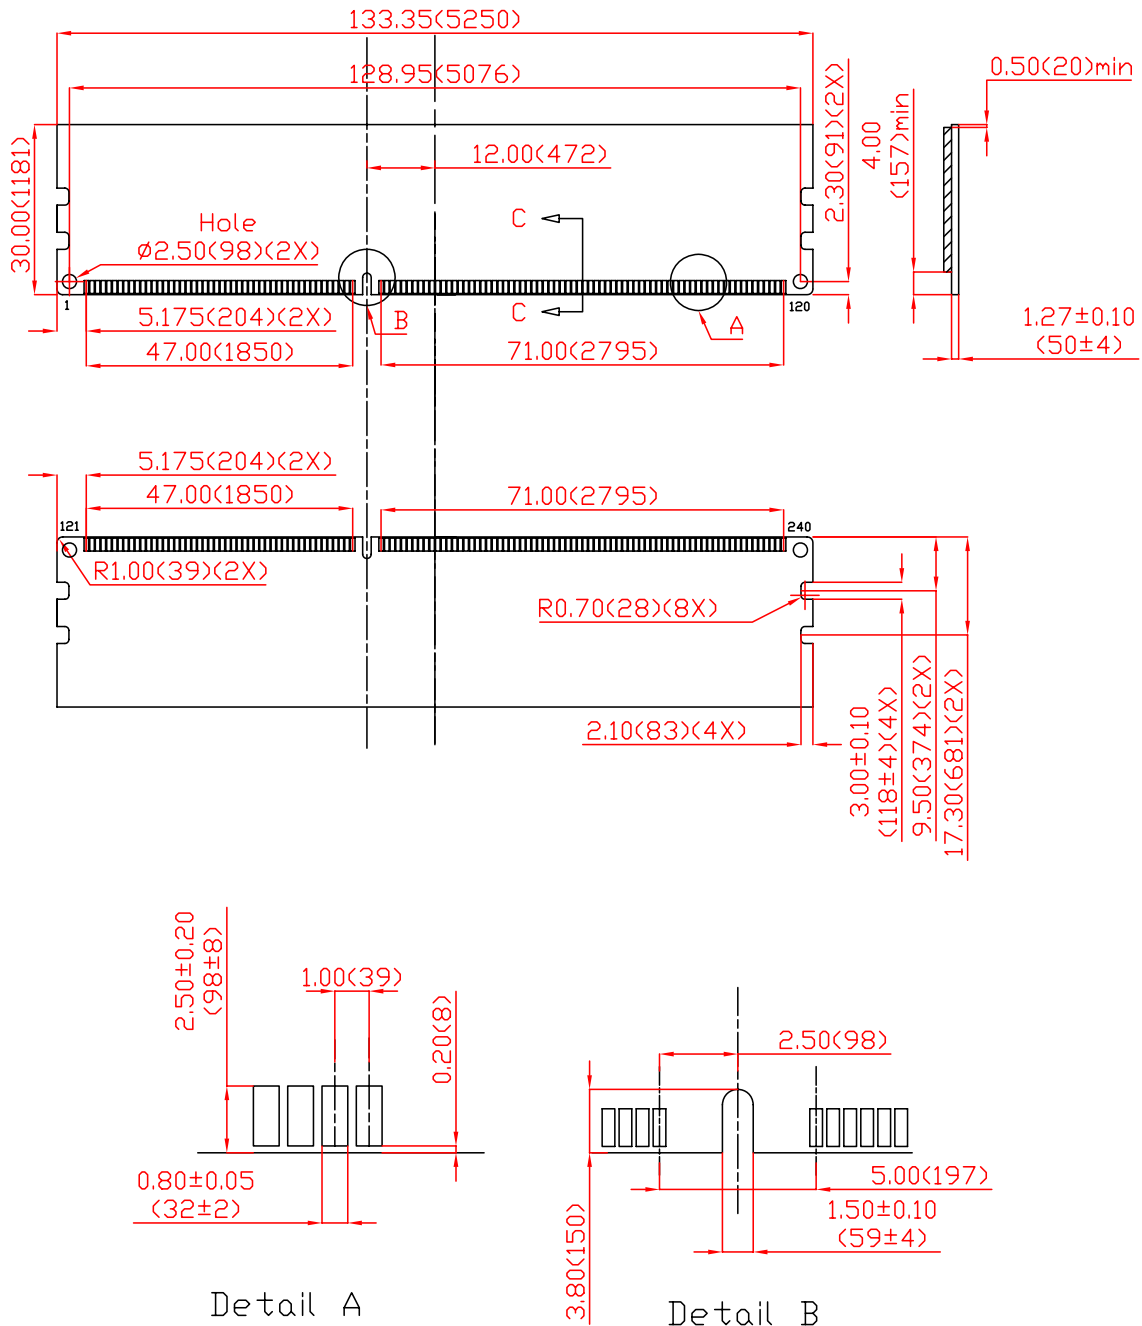 133.35(5250)
128.95(5076)
0.50(20)min
2.30(91)(2X)
4.00
(157)min
12.00(472)
30.00(1181)
Hole
ø2.50(98)(2X)
C
C
1
120
B
A
5.175(204)(2X)
47.00(1850)
71.00(2795)
1.27±0.10
(50±4)
5.175(204)(2X)
47.00(1850)
71.00(2795)
121
240
R1.00(39)(2X)
R0.70(28)(8X)
2.10(83)(4X)
3.00±0.10
(118±4)(4X)
9.50(374)(2X)
17.30(681)(2X)
2.50±0.20
(98±8)
1.00(39)
0.20(8)
0.80±0.05
(32±2)
2.50(98)
5.00(197)
1.50±0.10
(59±4)
3.80(150)
Detail A
Detail B